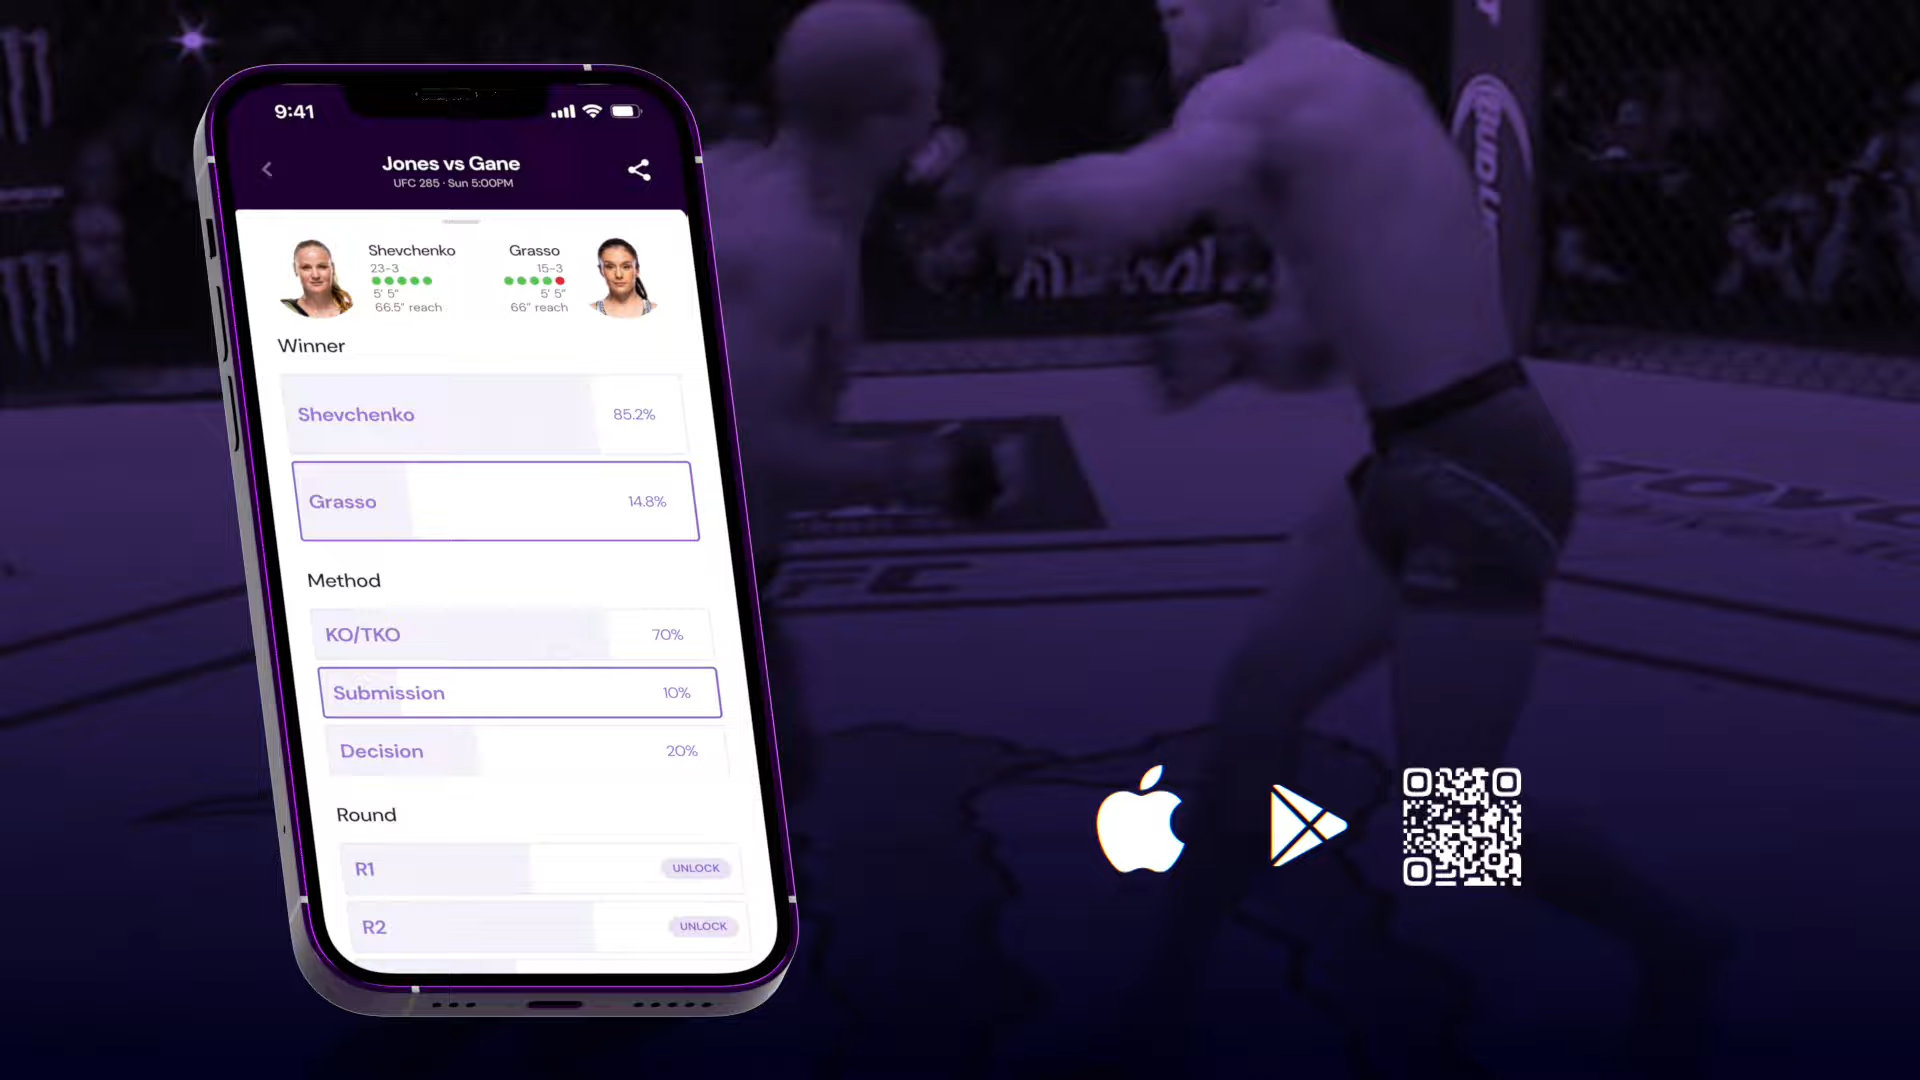 9:41
Jones vs Gane
UFC 285 · Sun 5:00PM
Shevchenko
23-3
5' 5"
66.5" reach
Grasso
15-3
5' 5"
66" reach
Winner
Shevchenko 85.2%
Grasso 14.8%
Method
KO/TKO 70%
Submission 10%
Decision 20%
Round
R1 UNLOCK
R2 UNLOCK